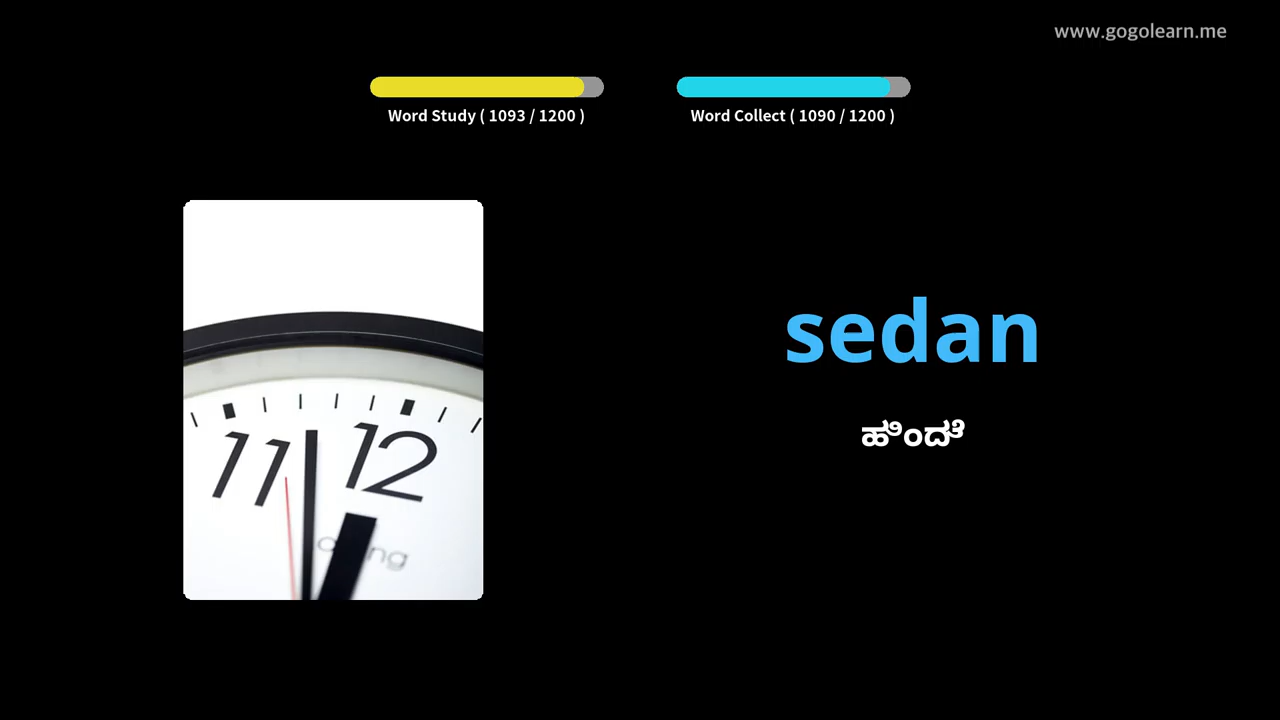 www.gogolearn.me
Word Study ( 1093 / 1200 )
Word Collect ( 1090 / 1200 )
sedan
ಹಿಂದೆ
11 12